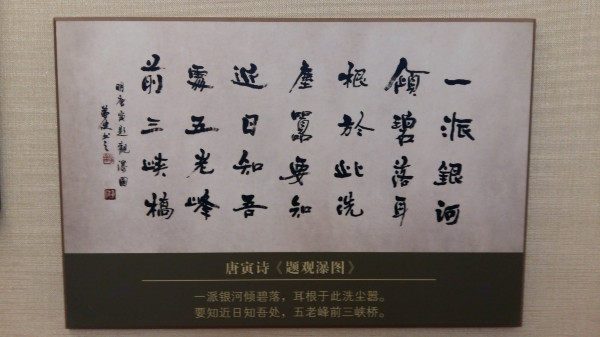 一派銀河
傾碧落耳
根於此洗
塵囂要知
近日知吾
處五老峰
前三峽橋
明唐寅題觀瀑圖
唐寅诗《题观瀑图》
一派银河倾碧落，耳根于此洗尘嚣。
要知近日知吾处，五老峰前三峡桥。